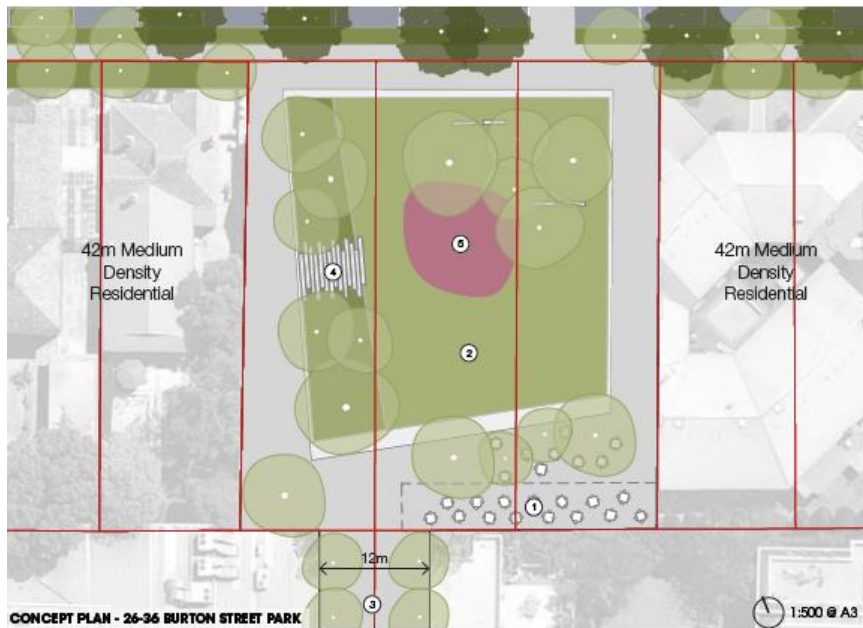 42m Medium
Density
Residential
42m Medium
Density
Residential
5
4
2
1
12m
3
CONCEPT PLAN - 26-36 BURTON STREET PARK
1:500 @ A3